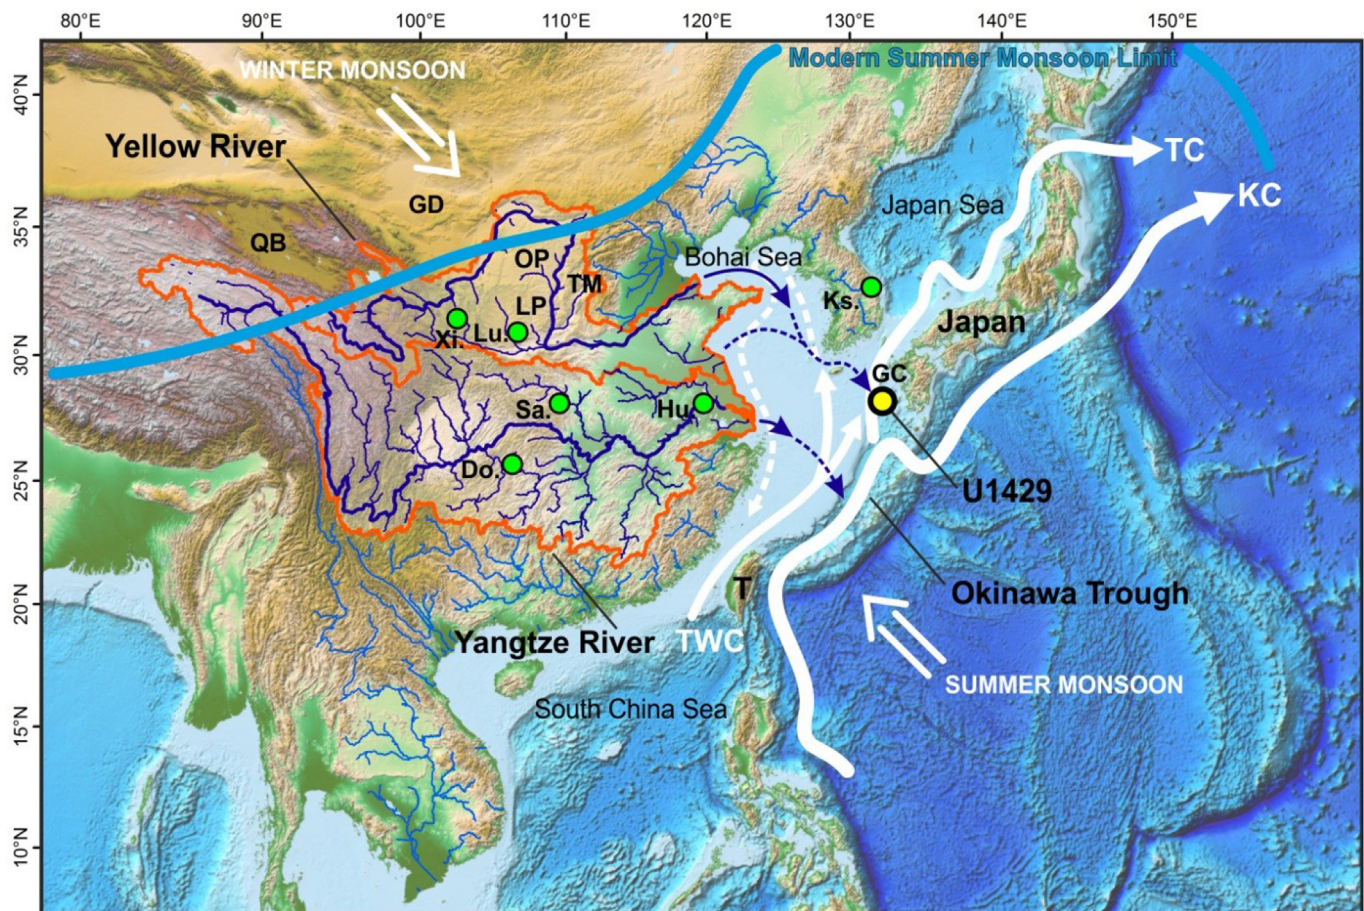 80°E 90°E 100°E 110°E 120°E 130°E 140°E 150°E
Modern Summer Monsoon Limit
WINTER MONSOON
40°N
Yellow River
TC
KC
GD
Japan Sea
35°N
QB
OP
Bohai Sea
TM
Ks.
LP
Xi.
Lu.
Japan
30°N
GC
Sa.
Hu.
Do.
25°N
U1429
T
Okinawa Trough
20°N
Yangtze River
TWC
SUMMER MONSOON
South China Sea
15°N
10°N